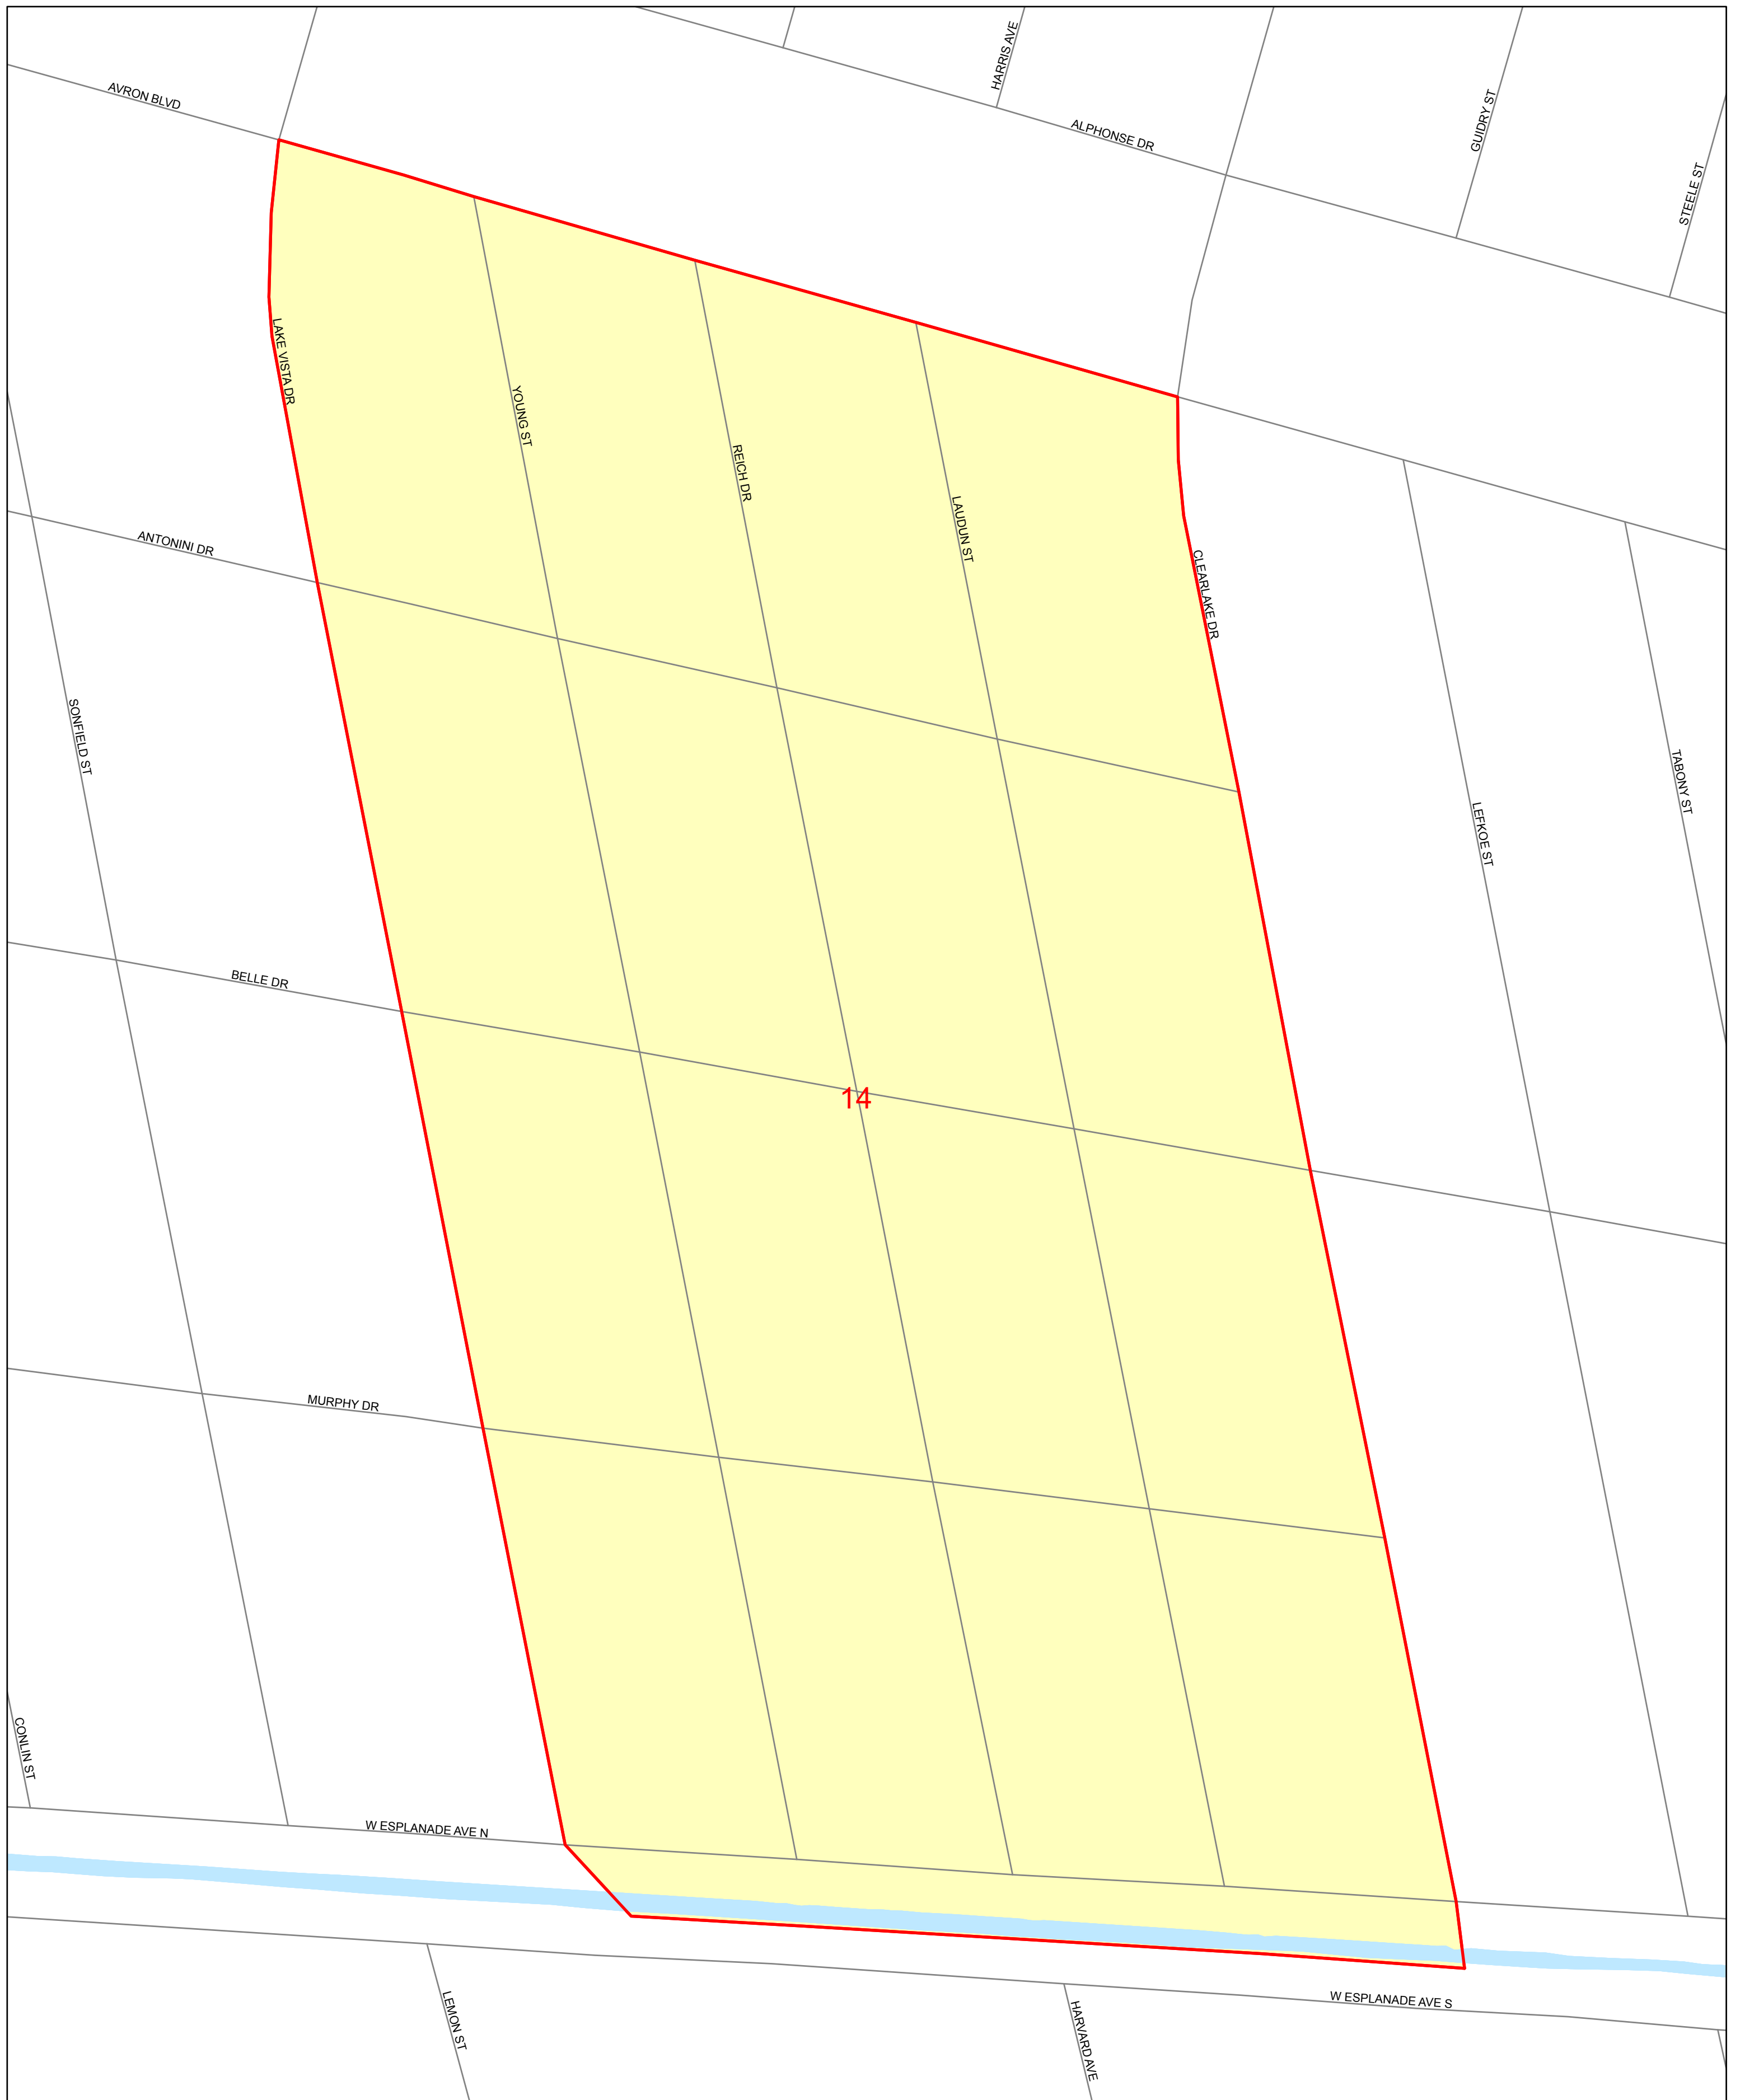 HARRIS AVE
AVRON BLVD
GUIDRY ST
ALPHONSE DR
STEELE ST
LAKE VISTA DR
YOUNG ST
REICH DR
LAUDUN ST
ANTONINI DR
CLEARLAKE DR
SONFIELD ST
TABONY ST
LEFKOE ST
BELLE DR
14
MURPHY DR
CONLIN ST
W ESPLANADE AVE N
W ESPLANADE AVE S
LEMON ST
HARVARD AVE